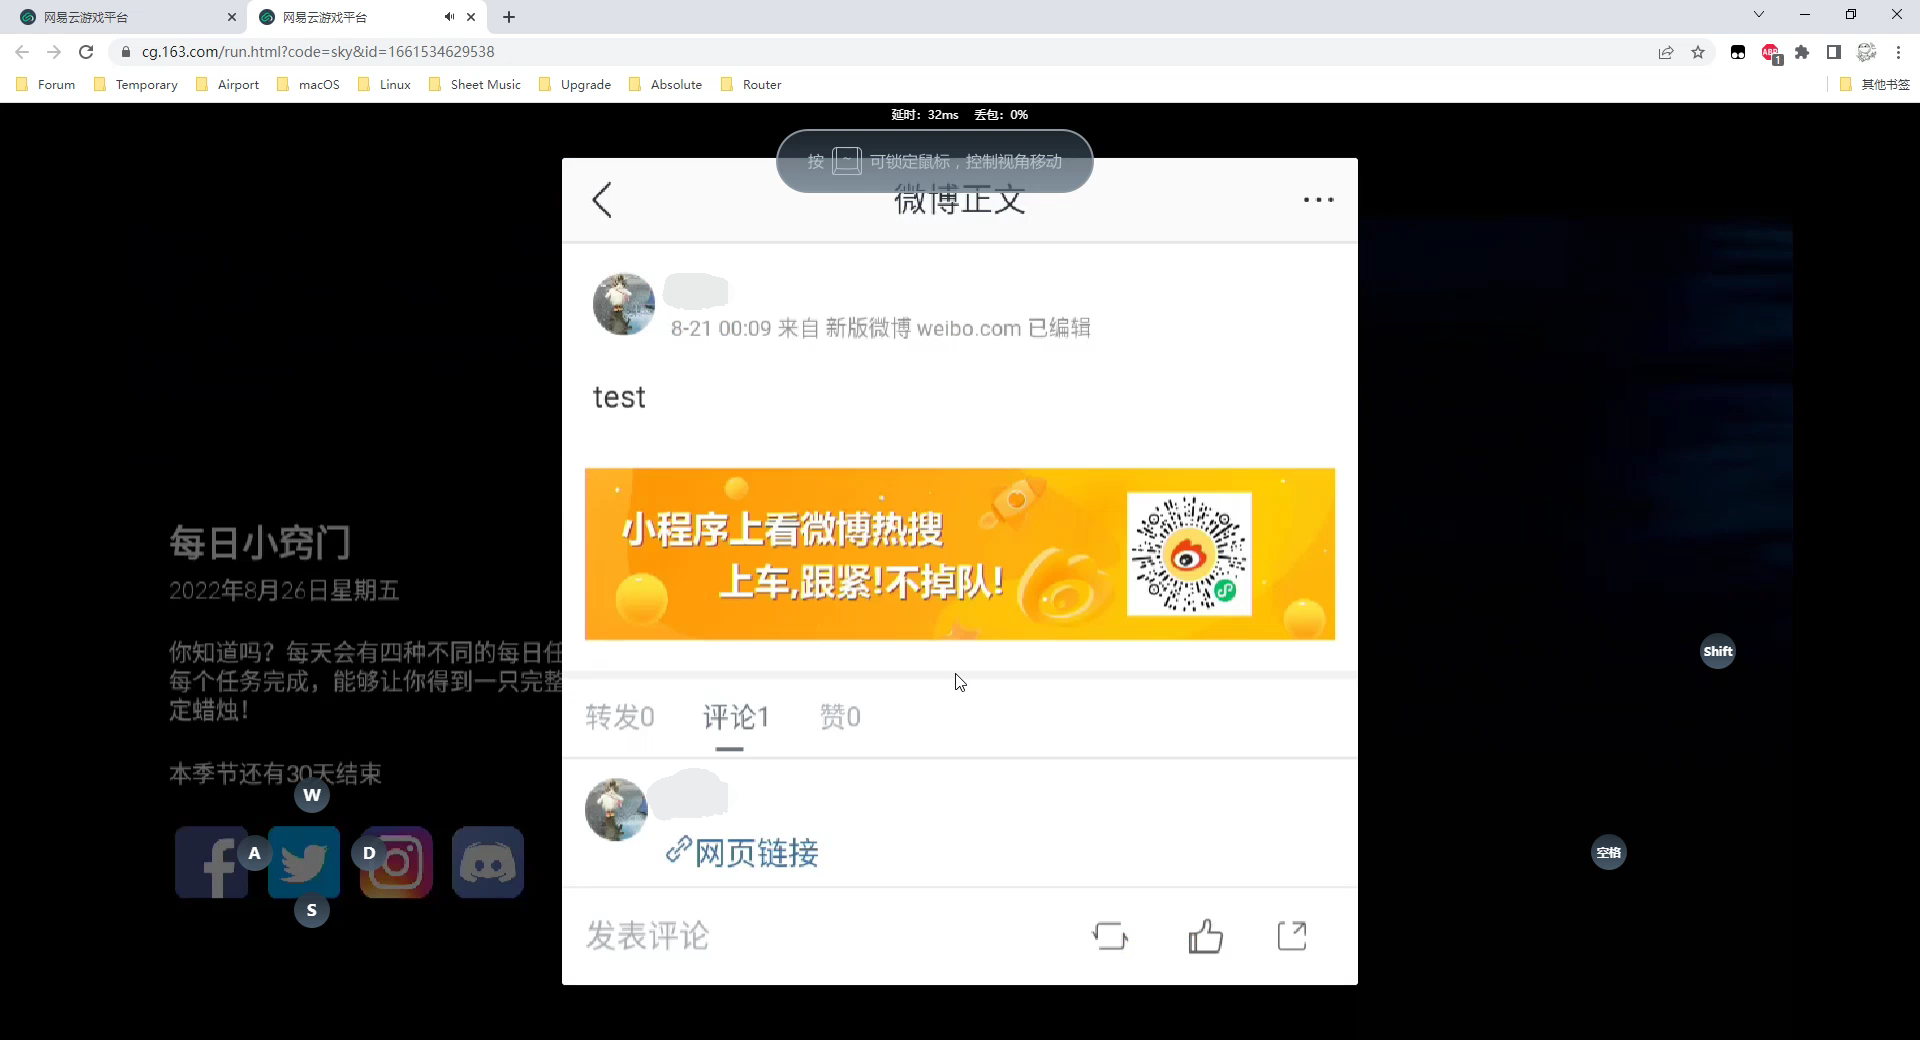 网易云游戏平台
网易云游戏平台
cg.163.com/run.html?code=sky&id=1661534629538
ABP
1
Forum
Temporary
Airport
macOS
Linux
Sheet Music
Upgrade
Absolute
Router
其他书签
延时：32ms 丢包：0%
按 ~ 可锁定鼠标，控制视角移动
微博正文
8-21 00:09 来自 新版微博 weibo.com 已编辑
test
小程序上看微博热搜
上车,跟紧!不掉队!
每日小窍门
2022年8月26日星期五
你知道吗？每天会有四种不同的每日任
每个任务完成，能够让你得到一只完整
定蜡烛！
Shift
转发0
评论1
赞0
本季节还有30天结束
W
A
D
S
网页链接
空格
发表评论